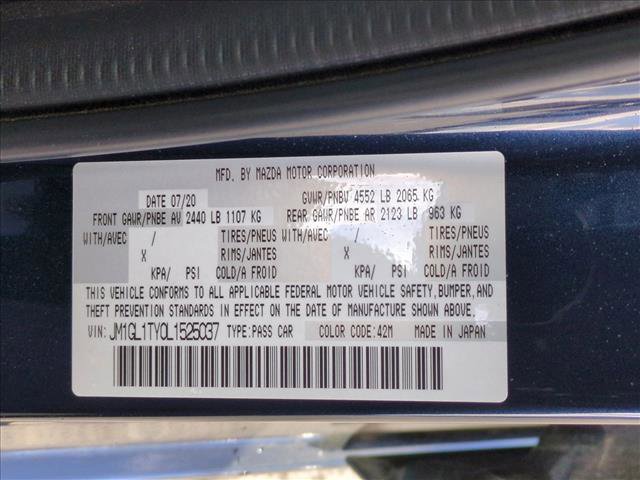 MFD. BY MAZDA MOTOR CORPORATION
DATE 07/20 GVWR/PNBV 4552 LB 2065 KG
FRONT GAWR/PNBE AV 2440 LB 1107 KG REAR GAWR/PNBE AR 2123 LB 963 KG
WITH/AVEC / TIRES/PNEUS WITH/AVEC / TIRES/PNEUS
X RIMS/JANTES X RIMS/JANTES
KPA/ PSI COLD/A FROID KPA/ PSI COLD/A FROID
THIS VEHICLE CONFORMS TO ALL APPLICABLE FEDERAL MOTOR VEHICLE SAFETY, BUMPER, AND
THEFT PREVENTION STANDARDS IN EFFECT ON THE DATE OF MANUFACTURE SHOWN ABOVE.
VIN: JM1GL1TY0L1525037 TYPE: PASS CAR COLOR CODE: 42M MADE IN JAPAN